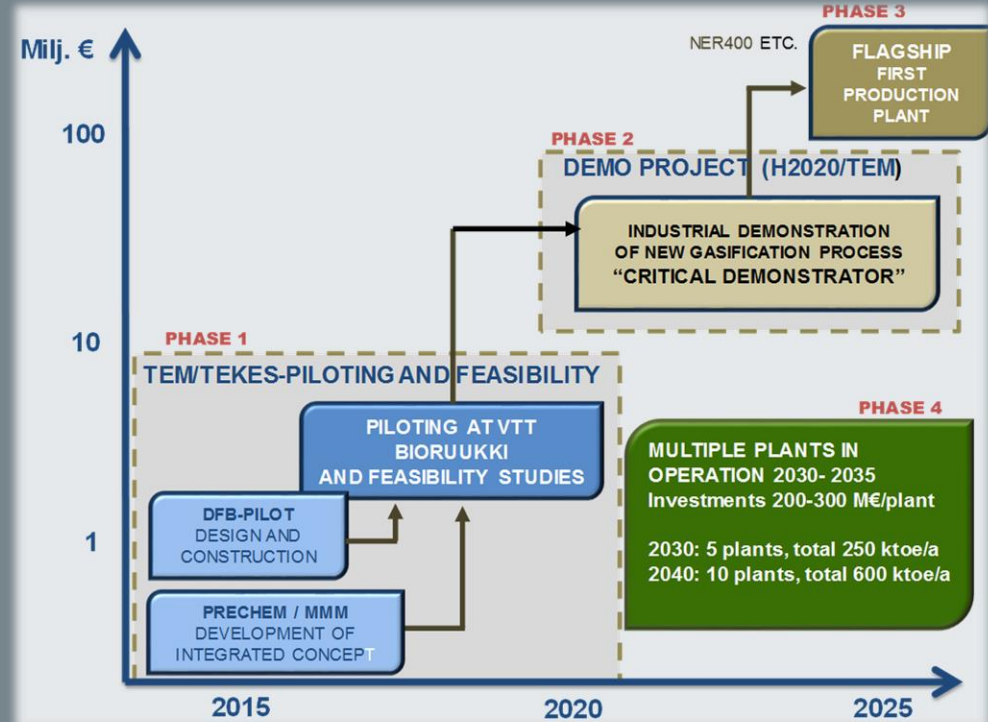 PHASE 3
Milj. €
NER400 ETC.
FLAGSHIP
FIRST
PRODUCTION
PLANT
100
PHASE 2
DEMO PROJECT (H2020/TEM)
INDUSTRIAL DEMONSTRATION
OF NEW GASIFICATION PROCESS
“CRITICAL DEMONSTRATOR”
10
PHASE 1
TEM/TEKES-PILOTING AND FEASIBILITY
PILOTING AT VTT
BIORUUKKI
AND FEASIBILITY STUDIES
PHASE 4
MULTIPLE PLANTS IN
OPERATION 2030- 2035
Investments 200-300 M€/plant
2030: 5 plants, total 250 ktoe/a
2040: 10 plants, total 600 ktoe/a
1
DFB-PILOT
DESIGN AND
CONSTRUCTION
PRECHEM / MMM
DEVELOPMENT OF
INTEGRATED CONCEPT
2015
2020
2025